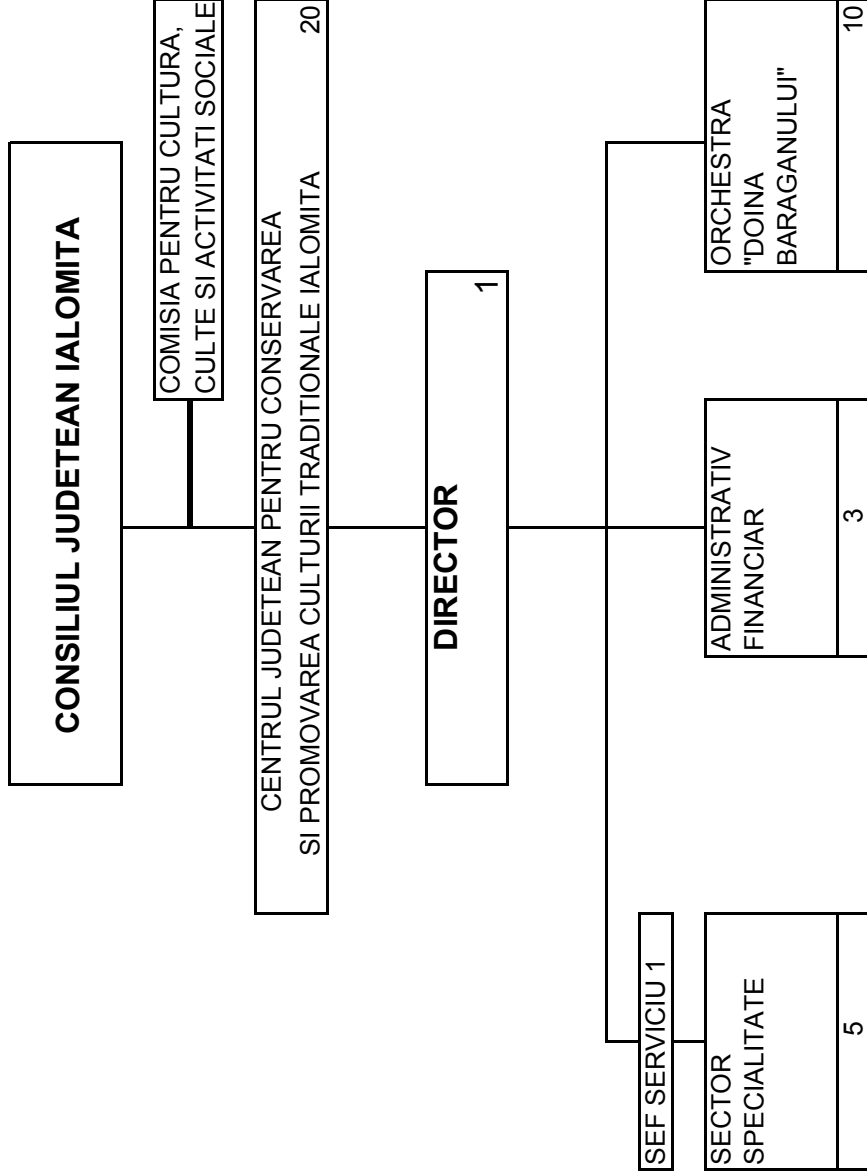 CONSILIUL JUDETEAN IALOMITA
COMISIA PENTRU CULTURA,
CULTE SI ACTIVITATI SOCIALE
CENTRUL JUDETEAN PENTRU CONSERVAREA
SI PROMOVAREA CULTURII TRADITIONALE IALOMITA
20
DIRECTOR
1
SEF SERVICIU 1
SECTOR
SPECIALITATE
5
ADMINISTRATIV
FINANCIAR
3
ORCHESTRA
"DOINA
BARAGANULUI"
10